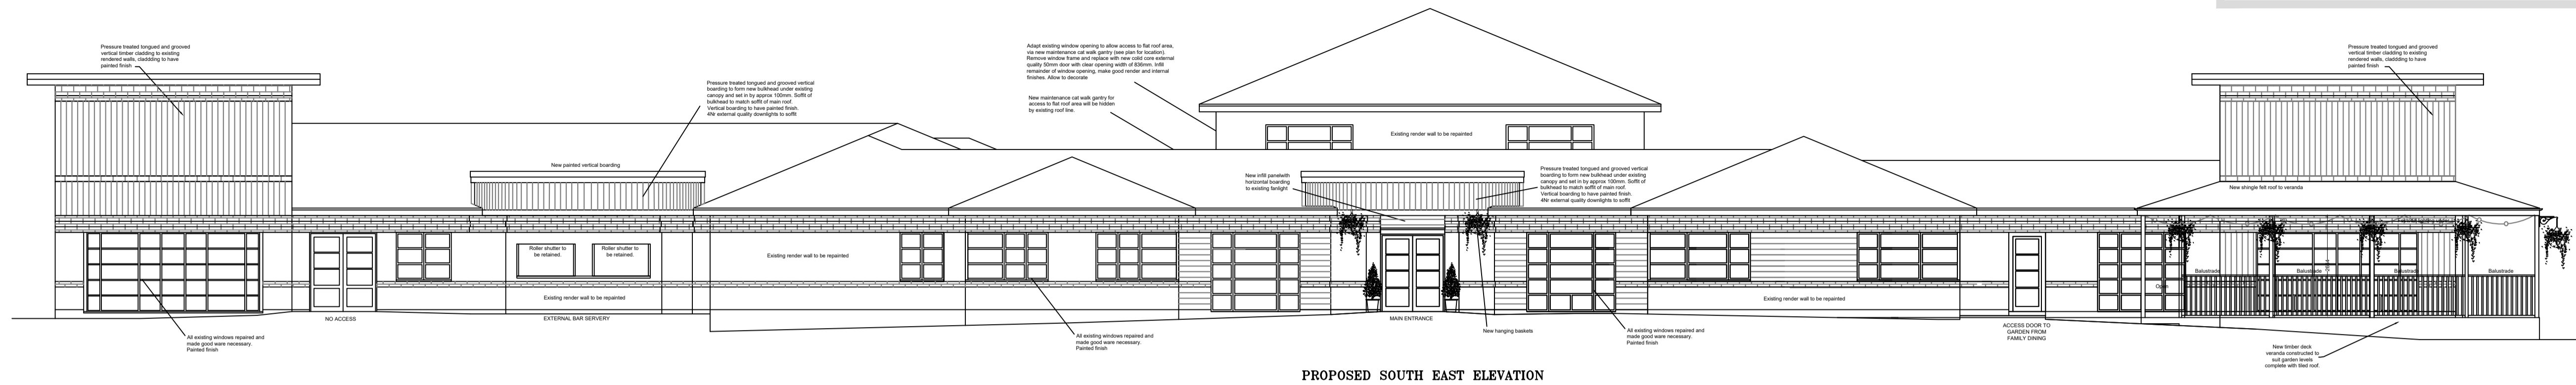 Pressure treated tongued and grooved
vertical timber cladding to existing
rendered walls, claddding to have
painted finish
Pressure treated tongued and grooved vertical
boarding to form new bulkhead under existing
canopy and set in by approx 100mm. Soffit of
bulkhead to match soffit of main roof.
Vertical boarding to have painted finish.
4Nr external quality downlights to soffit
New painted vertical boarding
Adapt existing window opening to allow access to flat roof area,
via new maintenance cat walk gantry (see plan for location).
Remove window frame and replace with new solid core external
quality 50mm door with clear opening width of 836mm. Infill
remainder of window opening, make good render and internal
finishes. Allow to decorate
New maintenance cat walk gantry for
access to flat roof area will be hidden
by existing roof line.
Existing render wall to be repainted
New infill panelwith
horizontal boarding
to existing fanlight
Pressure treated tongued and grooved vertical
boarding to form new bulkhead under existing
canopy and set in by approx 100mm. Soffit of
bulkhead to match soffit of main roof.
Vertical boarding to have painted finish.
4Nr external quality downlights to soffit
Pressure treated tongued and grooved
vertical timber cladding to existing
rendered walls, claddding to have
painted finish
New shingle felt roof to veranda
Roller shutter to
be retained.
Roller shutter to
be retained.
Existing render wall to be repainted
Existing render wall to be repainted
Existing render wall to be repainted
Open
Balustrade
Balustrade
Balustrade
Balustrade
NO ACCESS
EXTERNAL BAR SERVERY
MAIN ENTRANCE
New hanging baskets
ACCESS DOOR TO
GARDEN FROM
FAMILY DINING
All existing windows repaired and
made good ware necessary.
Painted finish
All existing windows repaired and
made good ware necessary.
Painted finish
All existing windows repaired and
made good ware necessary.
Painted finish
New timber deck
veranda constructed to
suit garden levels
complete with tiled roof.
PROPOSED SOUTH EAST ELEVATION